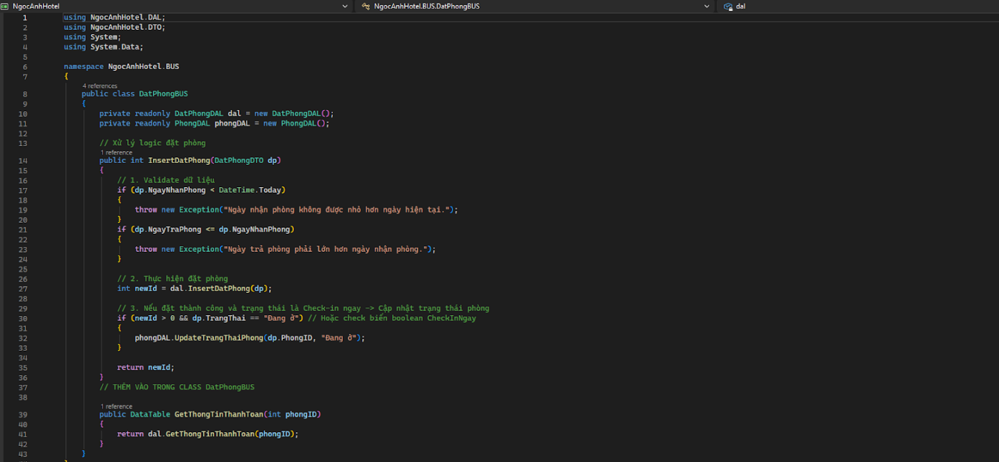 NgocAnhHotel
NgocAnhHotel.BUS.DatPhongBUS
dal
1 using NgocAnhHotel.DAL;
2 using NgocAnhHotel.DTO;
3 using System;
4 using System.Data;
5
6 namespace NgocAnhHotel.BUS
7 {
4 references
8 public class DatPhongBUS
9 {
10 private readonly DatPhongDAL dal = new DatPhongDAL();
11 private readonly PhongDAL phongDAL = new PhongDAL();
12
13 // Xử lý logic đặt phòng
1 reference
14 public int InsertDatPhong(DatPhongDTO dp)
15 {
16 // 1. Validate dữ liệu
17 if (dp.NgayNhanPhong < DateTime.Today)
18 {
19 throw new Exception("Ngày nhận phòng không được nhỏ hơn ngày hiện tại.");
20 }
21 if (dp.NgayTraPhong <= dp.NgayNhanPhong)
22 {
23 throw new Exception("Ngày trả phòng phải lớn hơn ngày nhận phòng.");
24 }
25
26 // 2. Thực hiện đặt phòng
27 int newId = dal.InsertDatPhong(dp);
28
29 // 3. Nếu đặt thành công và trạng thái là Check-in ngay -> Cập nhật trạng thái phòng
30 if (newId > 0 && dp.TrangThai == "Đang ở") // Hoặc check biến boolean CheckInNgay
31 {
32 phongDAL.UpdateTrangThaiPhong(dp.PhongID, "Đang ở");
33 }
34
35 return newId;
36 }
37 // THÊM VÀO TRONG CLASS DatPhongBUS
38
1 reference
39 public DataTable GetThongTinThanhToan(int phongID)
40 {
41 return dal.GetThongTinThanhToan(phongID);
42 }
43 }